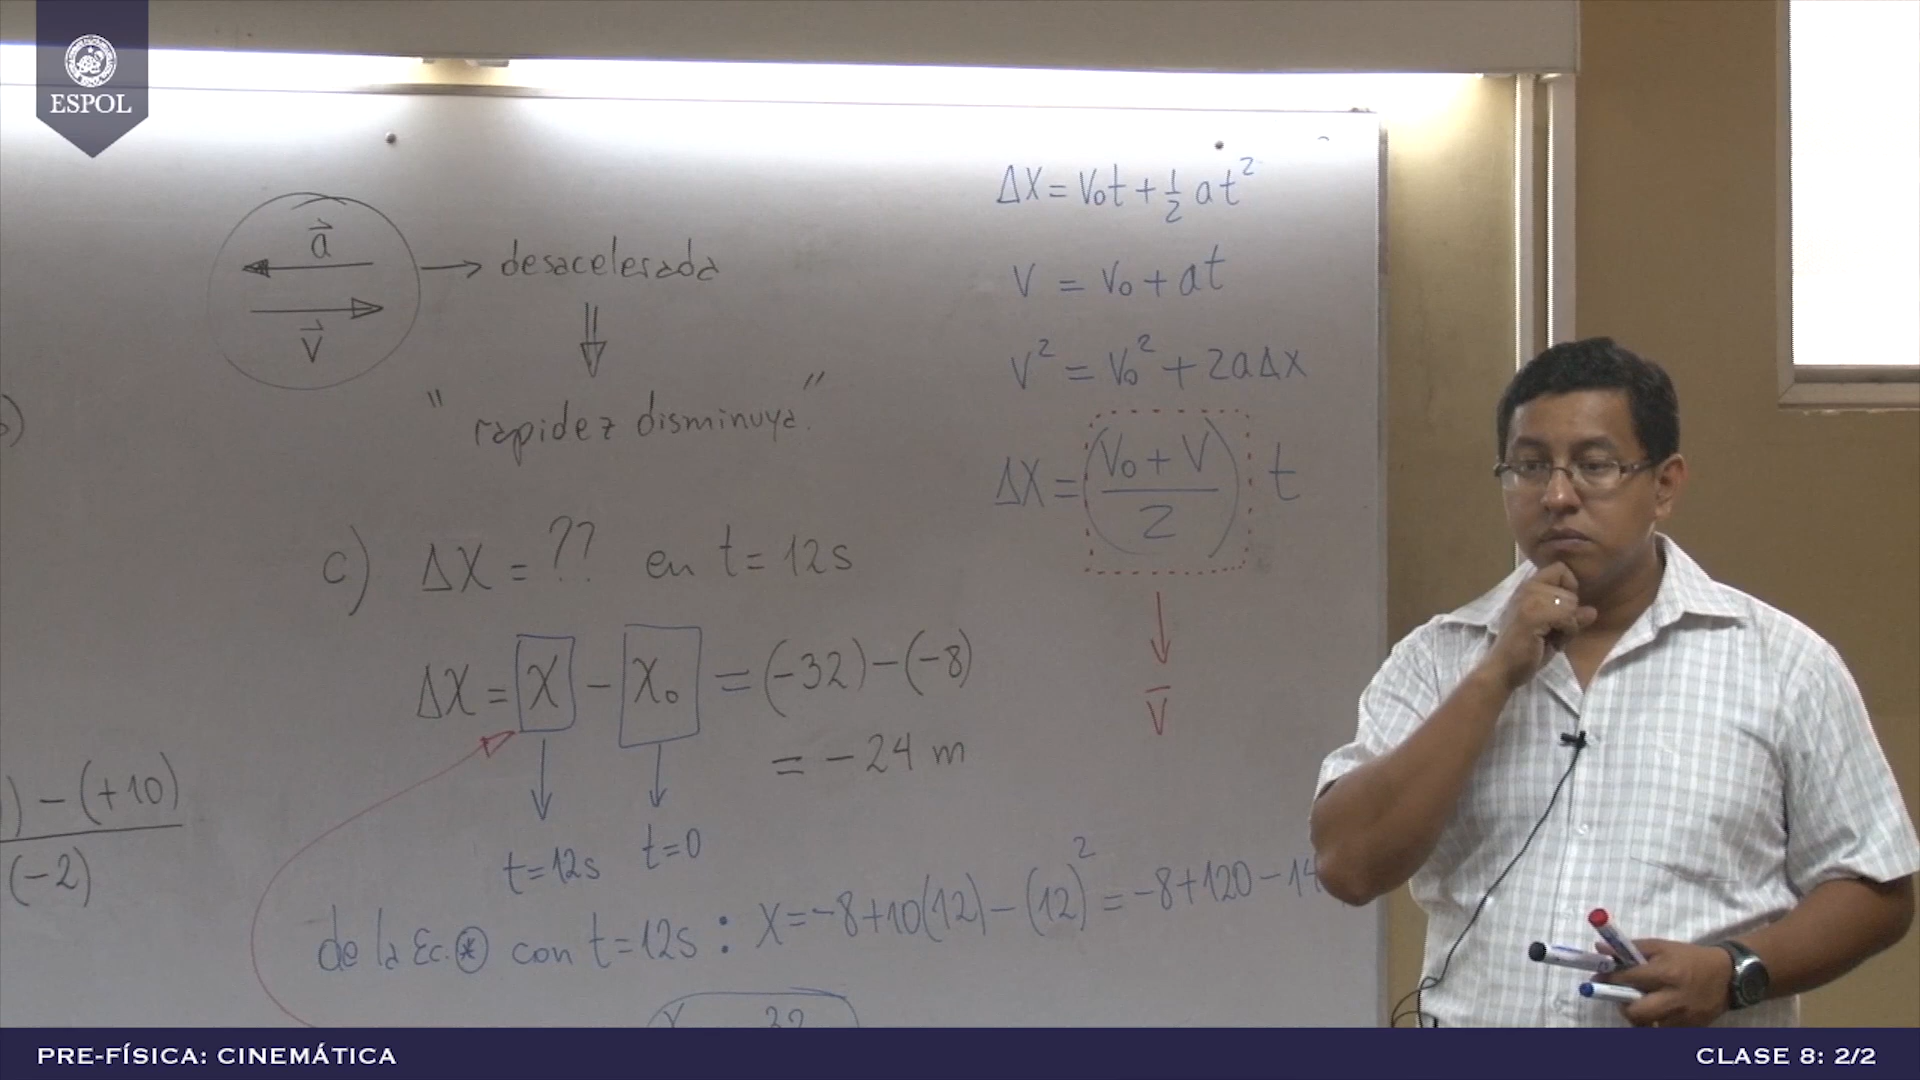 ESPOL
a⃗
v⃗
→ desacelerada
" rapidez disminuya. "
ΔX = V₀t + ½ at²
V = V₀ + at
V² = V₀² + 2aΔx
ΔX = (V₀ + V / 2) t
V̄
c) ΔX = ?? en t = 12s
ΔX = X − X₀ = (−32) − (−8)
= −24 m
t=12s t=0
) − (+10)
(−2)
de la Ec. ⊛ con t = 12s : X = −8+10(12) − (12)² = −8+120−14
PRE-FÍSICA: CINEMÁTICA
CLASE 8: 2/2